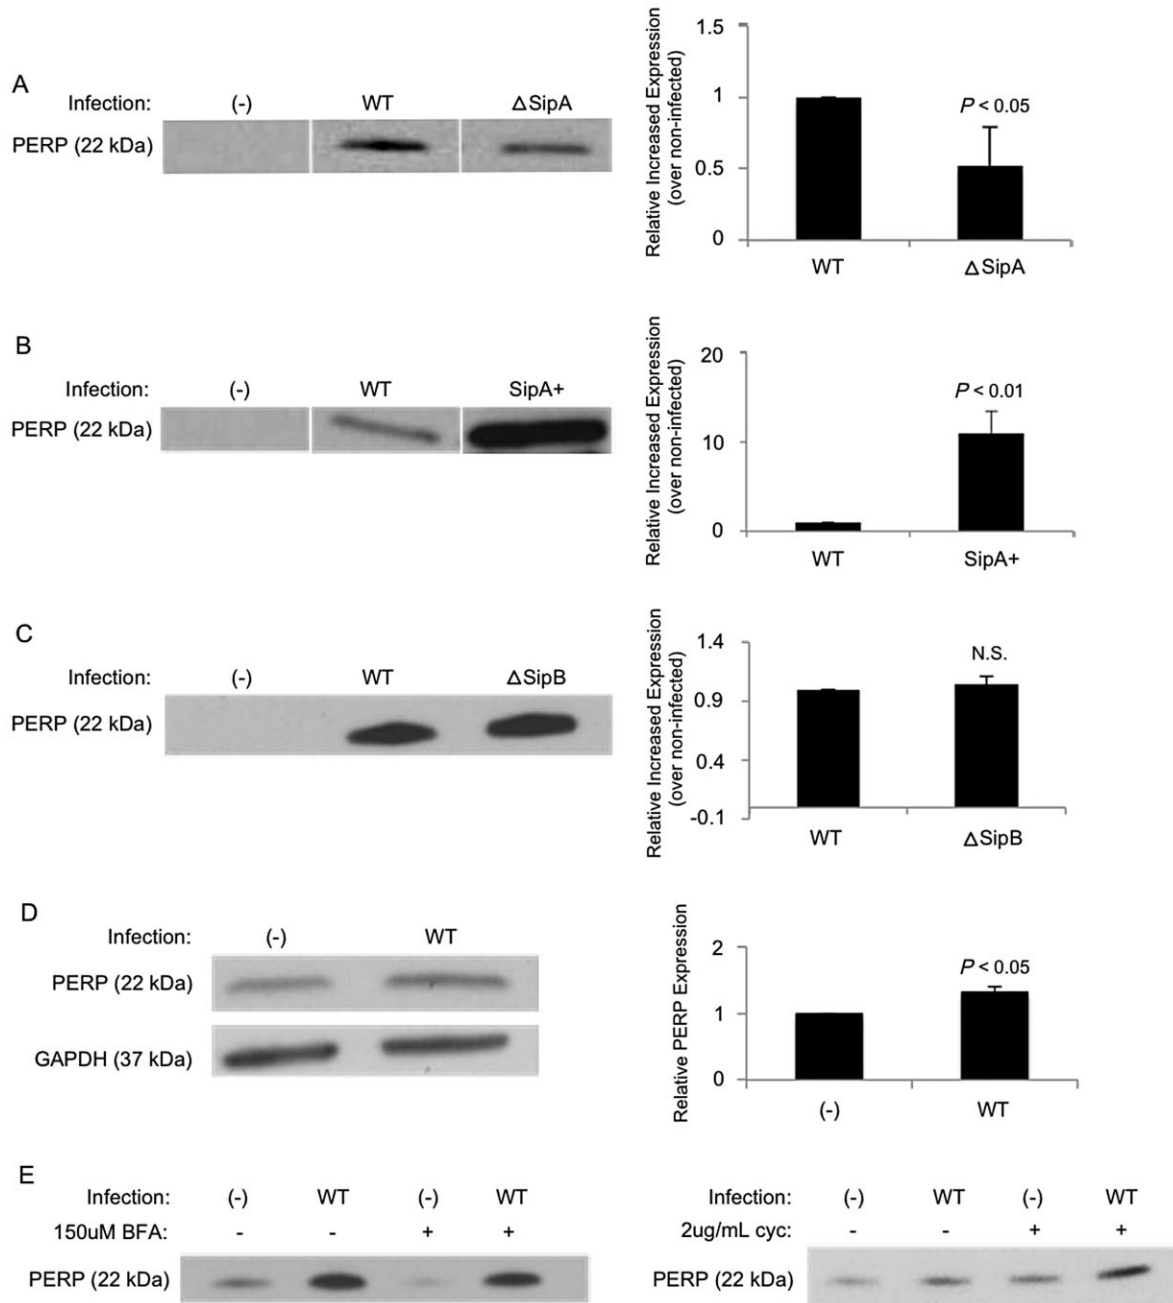 A
Infection: (-) WT △SipA
PERP (22 kDa)
Relative Increased Expression
(over non-infected)
1.5
1
0.5
0
P < 0.05
WT △SipA
B
Infection: (-) WT SipA+
PERP (22 kDa)
Relative Increased Expression
(over non-infected)
20
10
0
P < 0.01
WT SipA+
C
Infection: (-) WT △SipB
PERP (22 kDa)
Relative Increased Expression
(over non-infected)
1.4
0.9
0.4
-0.1
N.S.
WT △SipB
D
Infection: (-) WT
PERP (22 kDa)
GAPDH (37 kDa)
Relative PERP Expression
2
1
0
P < 0.05
(-) WT
E
Infection: (-) WT (-) WT
150uM BFA: - - + +
PERP (22 kDa)
Infection: (-) WT (-) WT
2ug/mL cyc: - - + +
PERP (22 kDa)